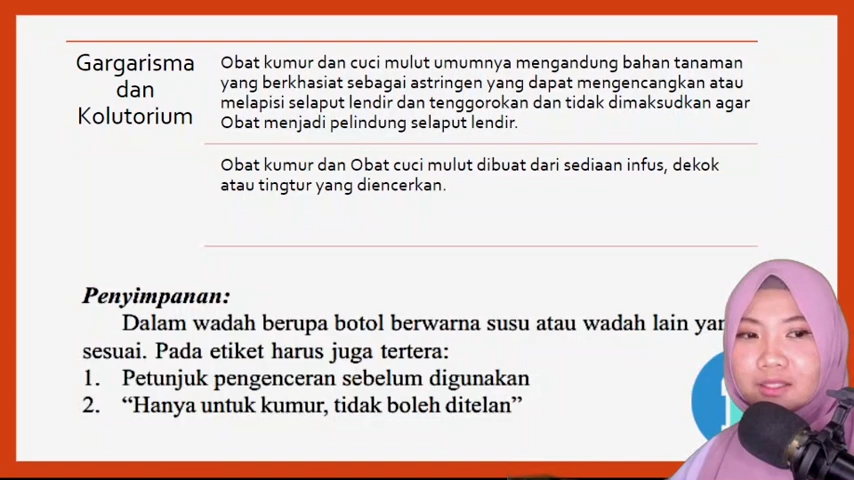 Gargarisma
dan
Kolutorium
Obat kumur dan cuci mulut umumnya mengandung bahan tanaman
yang berkhasiat sebagai astringen yang dapat mengencangkan atau
melapisi selaput lendir dan tenggorokan dan tidak dimaksudkan agar
Obat menjadi pelindung selaput lendir.
Obat kumur dan Obat cuci mulut dibuat dari sediaan infus, dekok
atau tingtur yang diencerkan.
Penyimpanan:
Dalam wadah berupa botol berwarna susu atau wadah lain
sesuai. Pada etiket harus juga tertera:
1. Petunjuk pengenceran sebelum digunakan
2. “Hanya untuk kumur, tidak boleh ditelan”